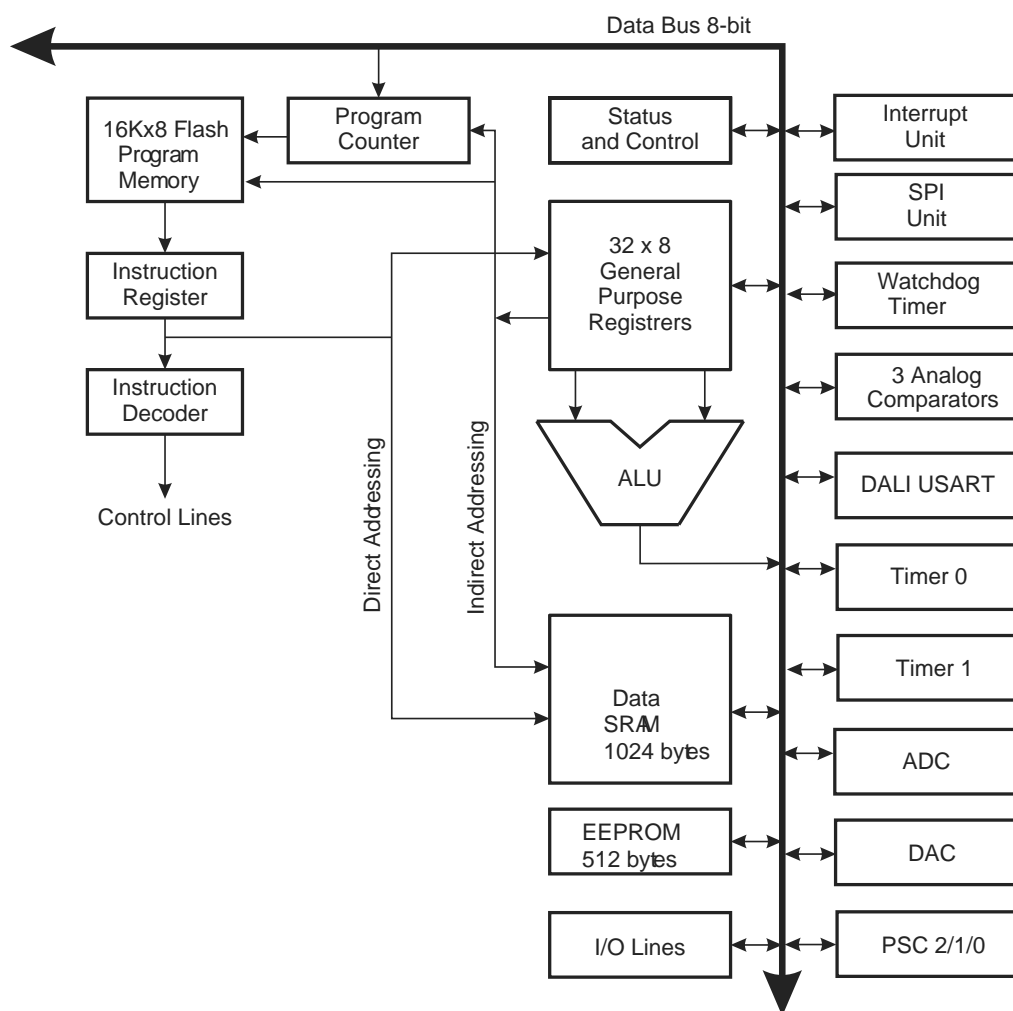 Data Bus 8-bit
16Kx8 Flash
Program
Memory
Program
Counter
Status
and Control
Interrupt
Unit
SPI
Unit
32 x 8
General
Purpose
Registrers
Instruction
Register
Watchdog
Timer
Instruction
Decoder
3 Analog
Comparators
Direct Addressing
Indirect Addressing
ALU
DALI USART
Control Lines
Timer 0
Timer 1
Data
SRAM
1024 bytes
ADC
EEPROM
512 bytes
DAC
I/O Lines
PSC 2/1/0